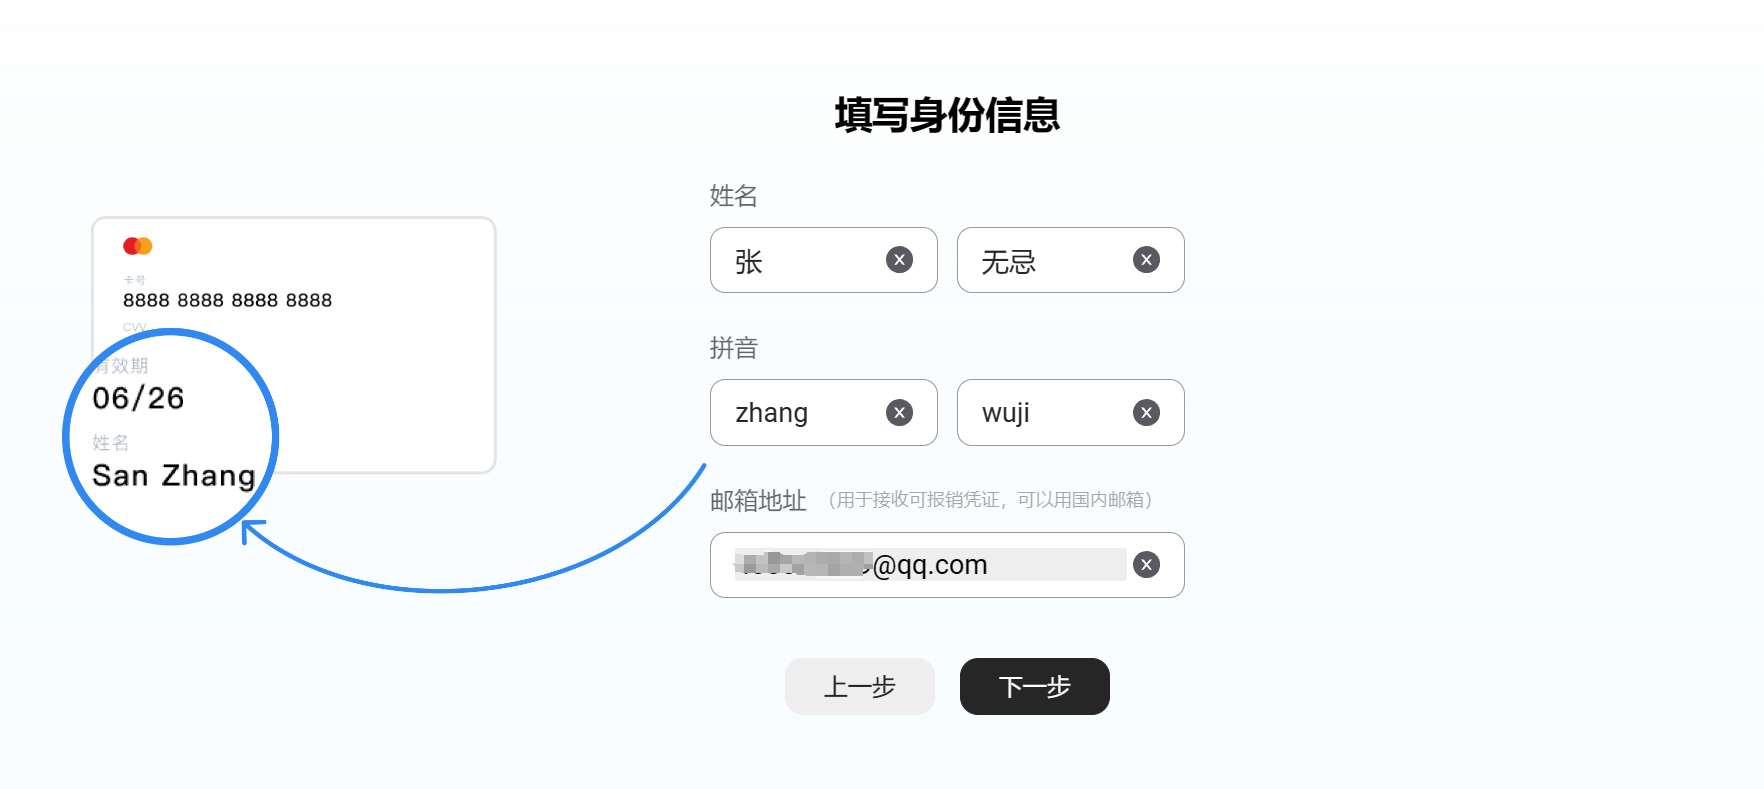 填写身份信息
姓名
张 无忌
拼音
zhang wuji
邮箱地址 （用于接收可报销凭证，可以用国内邮箱）
@qq.com
上一步 下一步
卡号
8888 8888 8888 8888
CVV
有效期
06/26
姓名
San Zhang